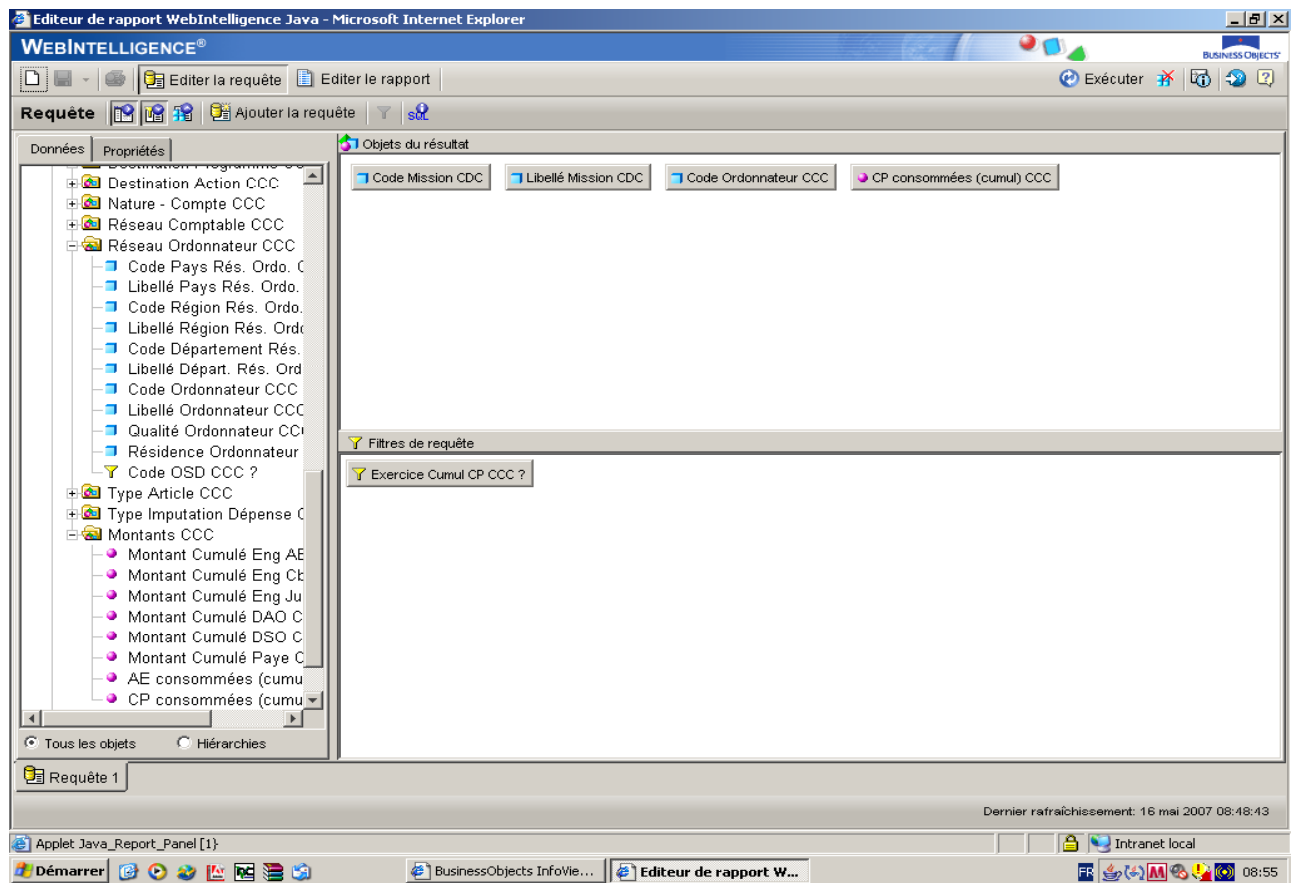 Editeur de rapport WebIntelligence Java - Microsoft Internet Explorer
WEBINTELLIGENCE®
BUSINESS OBJECTS
Editer la requête Editer le rapport Exécuter
Requête Ajouter la requête SQL
Données Propriétés
Objets du résultat
Destination Programme CCC
Destination Action CCC
Nature - Compte CCC
Réseau Comptable CCC
Réseau Ordonnateur CCC
Code Pays Rés. Ordo. C
Libellé Pays Rés. Ordo.
Code Région Rés. Ordo.
Libellé Région Rés. Ordo
Code Département Rés.
Libellé Départ. Rés. Ord
Code Ordonnateur CCC
Libellé Ordonnateur CCC
Qualité Ordonnateur CC
Résidence Ordonnateur
Code OSD CCC ?
Type Article CCC
Type Imputation Dépense C
Montants CCC
Montant Cumulé Eng AE
Montant Cumulé Eng Cb
Montant Cumulé Eng Ju
Montant Cumulé DAO C
Montant Cumulé DSO C
Montant Cumulé Paye C
AE consommées (cumu
CP consommées (cumu
Tous les objets Hiérarchies
Code Mission CDC Libellé Mission CDC Code Ordonnateur CCC CP consommées (cumul) CCC
Filtres de requête
Exercice Cumul CP CCC ?
Requête 1
Dernier rafraîchissement: 16 mai 2007 08:48:43
Applet Java_Report_Panel [1}
Intranet local
Démarrer BusinessObjects InfoVie... Editeur de rapport W... FR 08:55